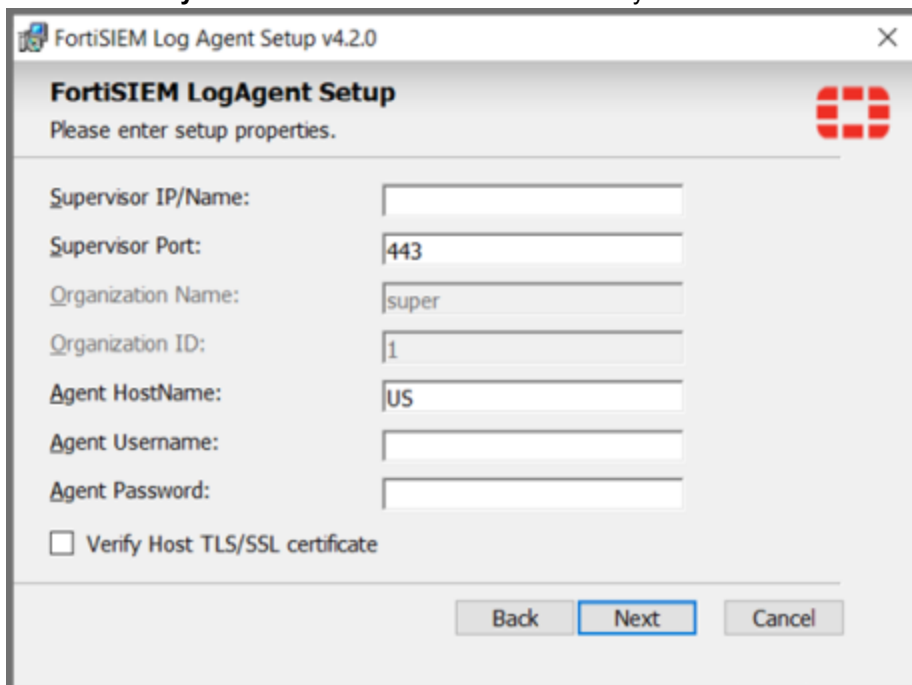 FortiSIEM Log Agent Setup v4.2.0
FortiSIEM LogAgent Setup
Please enter setup properties.
Supervisor IP/Name:
Supervisor Port: 443
Organization Name: super
Organization ID: 1
Agent HostName: US
Agent Username:
Agent Password:
Verify Host TLS/SSL certificate
Back Next Cancel